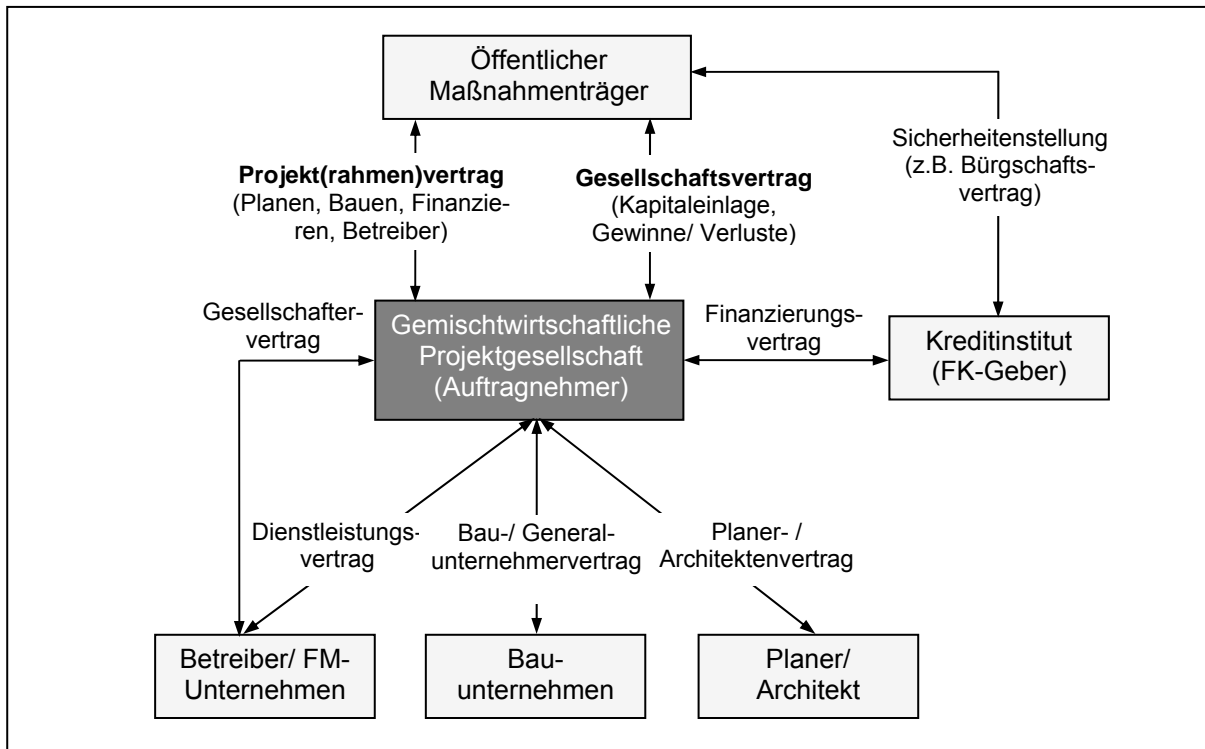 Öffentlicher
Maßnahmenträger
Sicherheitenstellung
(z.B. Bürgschafts-
vertrag)
Projekt(rahmen)vertrag
(Planen, Bauen, Finanzie-
ren, Betreiber)
Gesellschaftsvertrag
(Kapitaleinlage,
Gewinne/ Verluste)
Gesellschafter-
vertrag
Gemischtwirtschaftliche
Projektgesellschaft
(Auftragnehmer)
Finanzierungs-
vertrag
Kreditinstitut
(FK-Geber)
Dienstleistungs-
vertrag
Bau-/ General-
unternehmervertrag
Planer- /
Architektenvertrag
Betreiber/ FM-
Unternehmen
Bau-
unternehmen
Planer/
Architekt